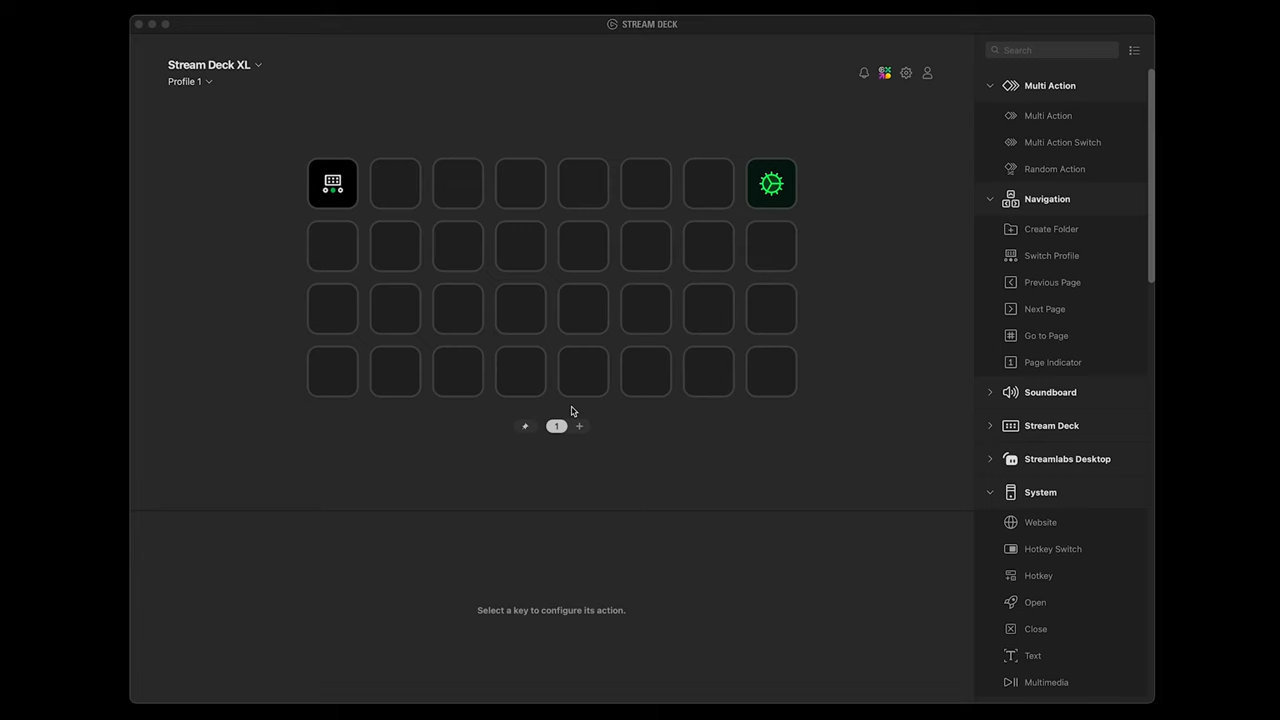 STREAM DECK
Stream Deck XL
Profile 1
Search
Multi Action
Multi Action
Multi Action Switch
Random Action
Navigation
Create Folder
Switch Profile
Previous Page
Next Page
Go to Page
1 Page Indicator
Soundboard
Stream Deck
Streamlabs Desktop
System
Website
Hotkey Switch
Hotkey
Open
Close
Text
Multimedia
1 +
Select a key to configure its action.